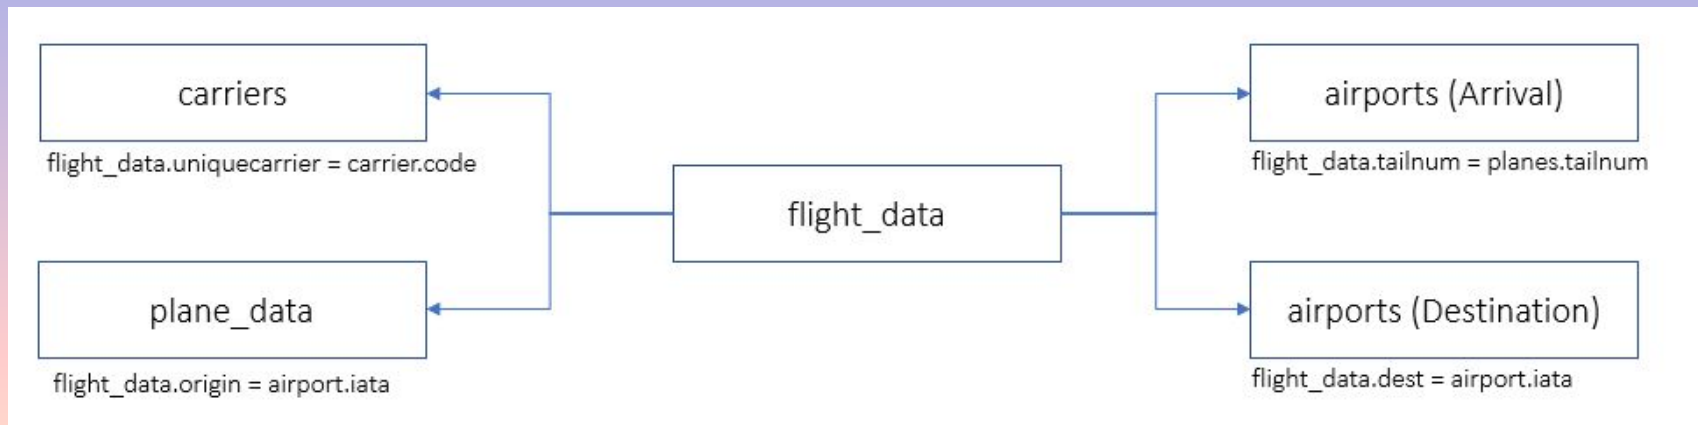 carriers
flight_data.uniquecarrier = carrier.code
plane_data
flight_data.origin = airport.iata
flight_data
airports (Arrival)
flight_data.tailnum = planes.tailnum
airports (Destination)
flight_data.dest = airport.iata